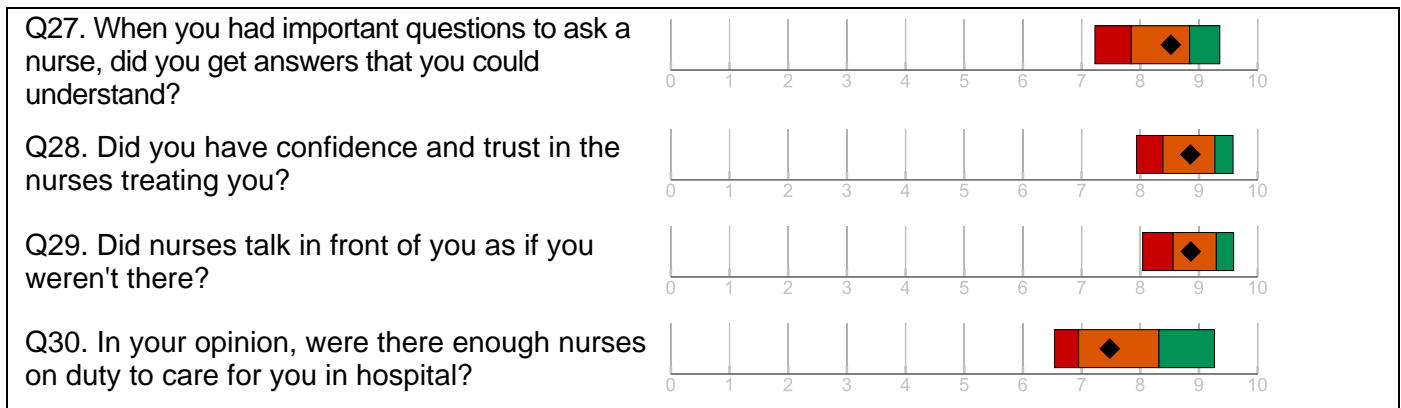 Q27. When you had important questions to ask a
nurse, did you get answers that you could
understand?
0 1 2 3 4 5 6 7 8 9 10
Q28. Did you have confidence and trust in the
nurses treating you?
0 1 2 3 4 5 6 7 8 9 10
Q29. Did nurses talk in front of you as if you
weren't there?
0 1 2 3 4 5 6 7 8 9 10
Q30. In your opinion, were there enough nurses
on duty to care for you in hospital?
0 1 2 3 4 5 6 7 8 9 10